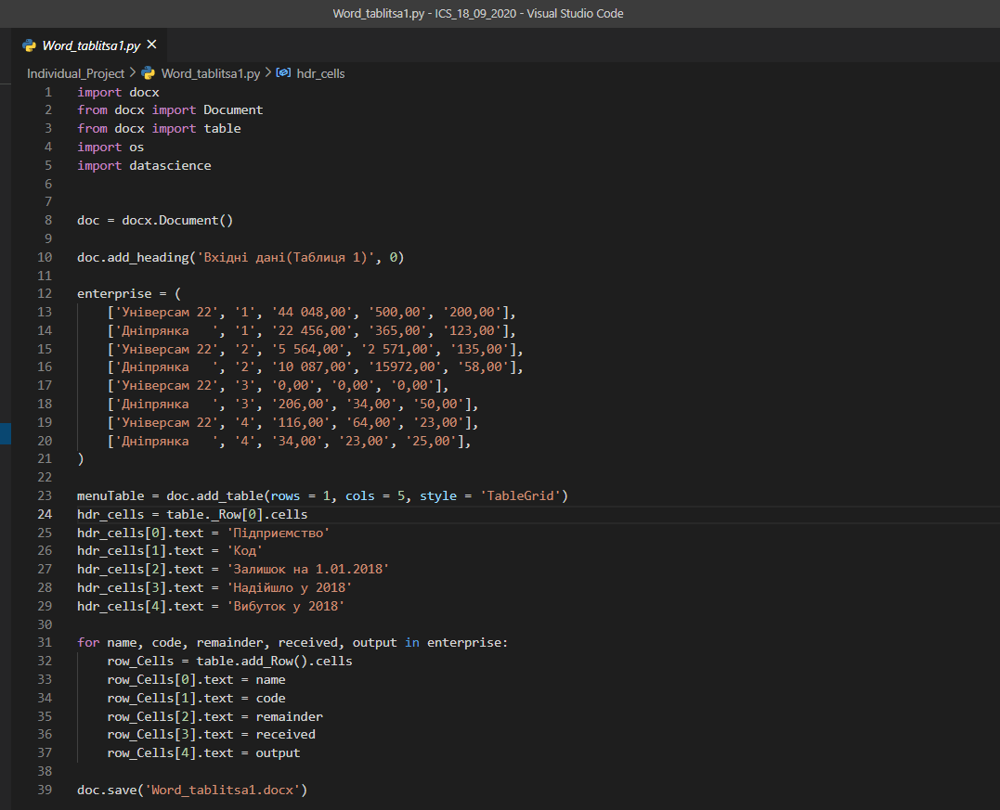 Word_tablitsa1.py - ICS_18_09_2020 - Visual Studio Code
Word_tablitsa1.py
Individual_Project > Word_tablitsa1.py > hdr_cells
1 import docx
2 from docx import Document
3 from docx import table
4 import os
5 import datascience
6
7
8 doc = docx.Document()
9
10 doc.add_heading('Вхідні дані(Таблиця 1)', 0)
11
12 enterprise = (
13 ['Універсам 22', '1', '44 048,00', '500,00', '200,00'],
14 ['Дніпрянка   ', '1', '22 456,00', '365,00', '123,00'],
15 ['Універсам 22', '2', '5 564,00', '2 571,00', '135,00'],
16 ['Дніпрянка   ', '2', '10 087,00', '15972,00', '58,00'],
17 ['Універсам 22', '3', '0,00', '0,00', '0,00'],
18 ['Дніпрянка   ', '3', '206,00', '34,00', '50,00'],
19 ['Універсам 22', '4', '116,00', '64,00', '23,00'],
20 ['Дніпрянка   ', '4', '34,00', '23,00', '25,00'],
21 )
22
23 menuTable = doc.add_table(rows = 1, cols = 5, style = 'TableGrid')
24 hdr_cells = table._Row[0].cells
25 hdr_cells[0].text = 'Підприємство'
26 hdr_cells[1].text = 'Код'
27 hdr_cells[2].text = 'Залишок на 1.01.2018'
28 hdr_cells[3].text = 'Надійшло у 2018'
29 hdr_cells[4].text = 'Вибуток у 2018'
30
31 for name, code, remainder, received, output in enterprise:
32 row_Cells = table.add_Row().cells
33 row_Cells[0].text = name
34 row_Cells[1].text = code
35 row_Cells[2].text = remainder
36 row_Cells[3].text = received
37 row_Cells[4].text = output
38
39 doc.save('Word_tablitsa1.docx')